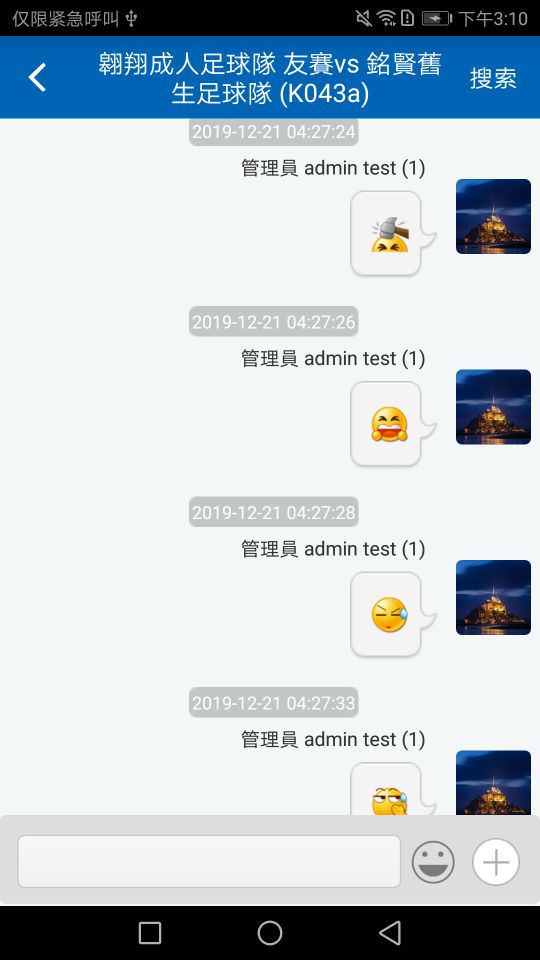 仅限紧急呼叫
下午3:10
翱翔成人足球隊 友賽vs 銘賢舊
生足球隊 (K043a)
搜索
2019-12-21 04:27:24
管理員 admin test (1)
2019-12-21 04:27:26
管理員 admin test (1)
2019-12-21 04:27:28
管理員 admin test (1)
2019-12-21 04:27:33
管理員 admin test (1)